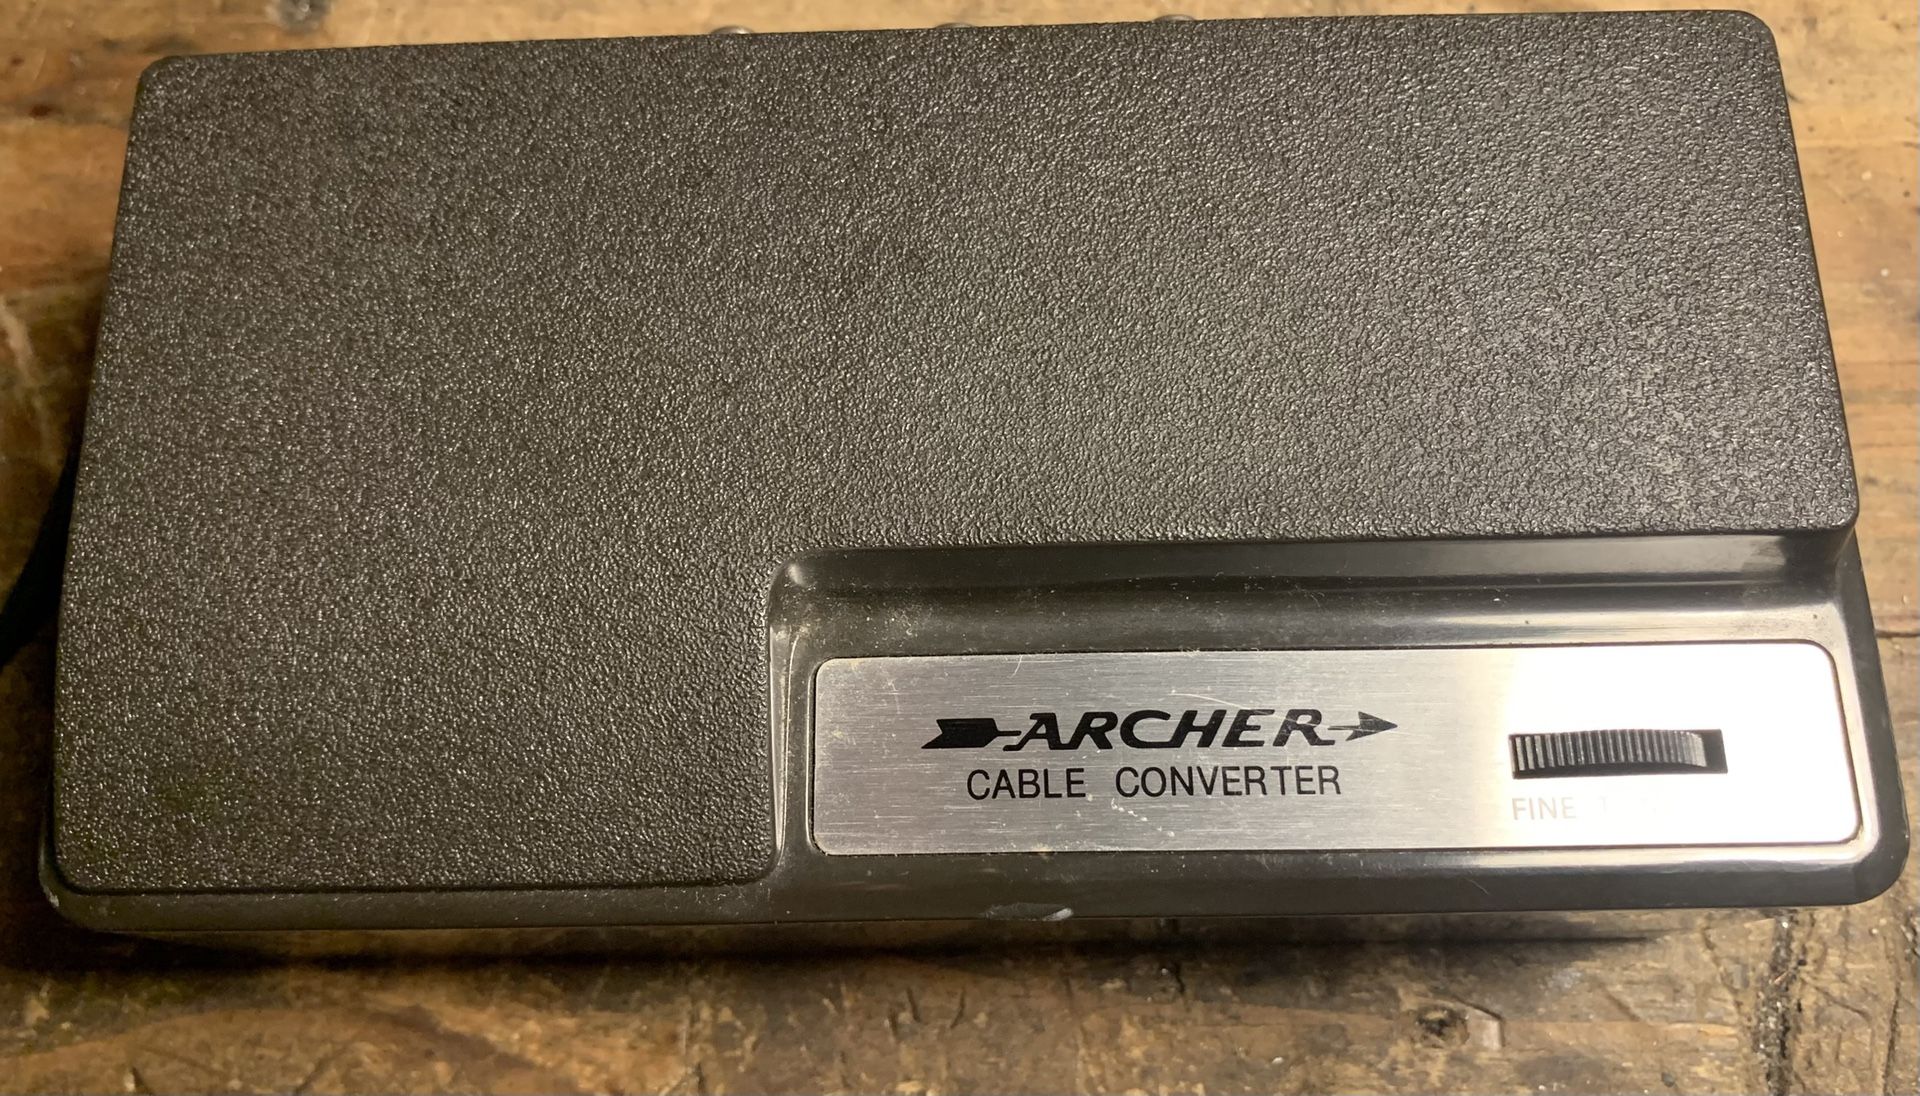 ARCHER
CABLE CONVERTER
FINE